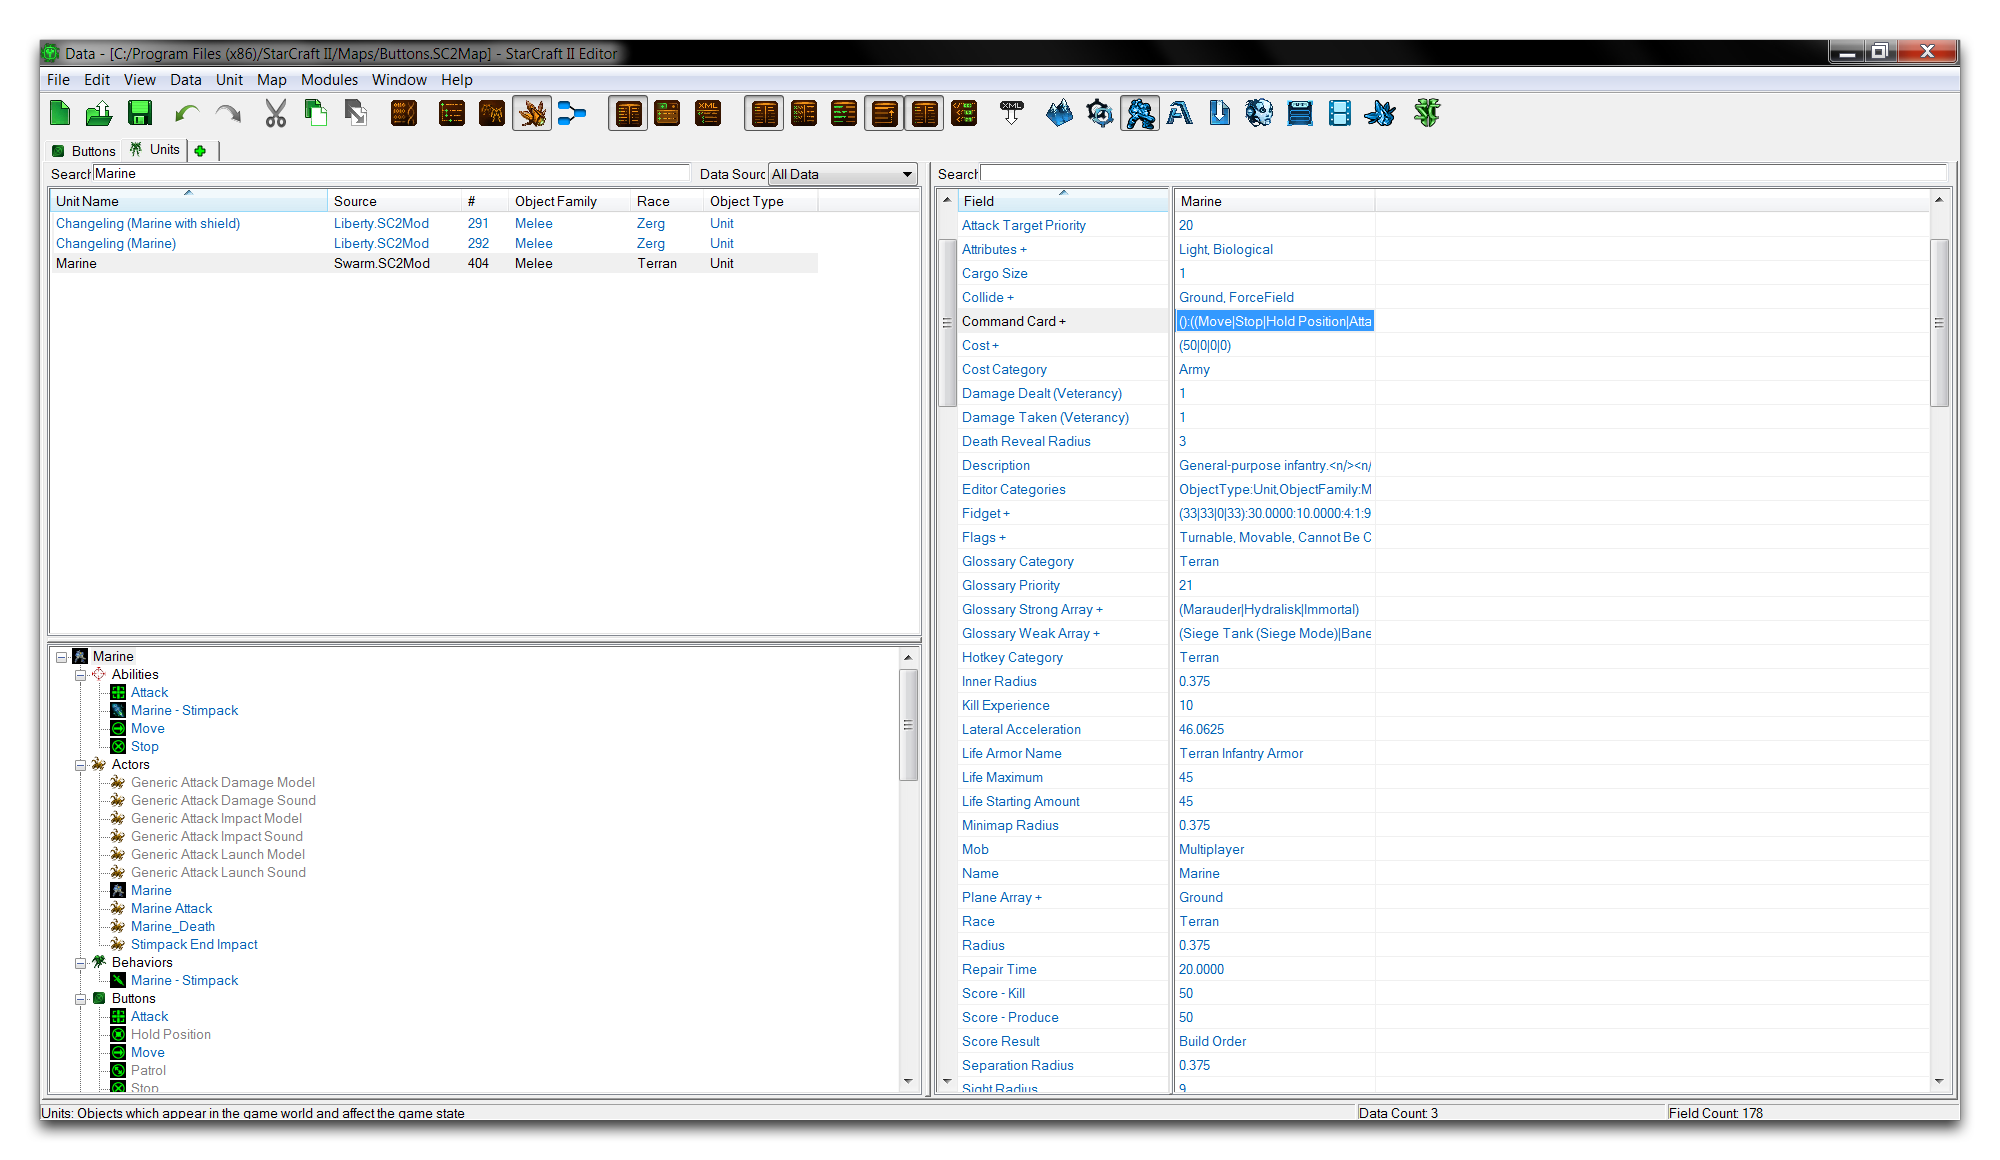 Data - [C:/Program Files (x86)/StarCraft II/Maps/Buttons.SC2Map] - StarCraft II Editor
File Edit View Data Unit Map Modules Window Help
XML
XML
Buttons Units
Search Marine Data Sourc All Data
Search
Unit Name Source # Object Family Race Object Type
Changeling (Marine with shield) Liberty.SC2Mod 291 Melee Zerg Unit
Changeling (Marine) Liberty.SC2Mod 292 Melee Zerg Unit
Marine Swarm.SC2Mod 404 Melee Terran Unit
Marine
Abilities
Attack
Marine - Stimpack
Move
Stop
Actors
Generic Attack Damage Model
Generic Attack Damage Sound
Generic Attack Impact Model
Generic Attack Impact Sound
Generic Attack Launch Model
Generic Attack Launch Sound
Marine
Marine Attack
Marine_Death
Stimpack End Impact
Behaviors
Marine - Stimpack
Buttons
Attack
Hold Position
Move
Patrol
Stop
Field Marine
Attack Target Priority 20
Attributes + Light, Biological
Cargo Size 1
Collide + Ground, ForceField
Command Card + ():((Move|Stop|Hold Position|Atta
Cost + (50|0|0|0)
Cost Category Army
Damage Dealt (Veterancy) 1
Damage Taken (Veterancy) 1
Death Reveal Radius 3
Description General-purpose infantry.<n/><n/
Editor Categories ObjectType:Unit,ObjectFamily:M
Fidget + (33|33|0|33):30.0000:10.0000:4:1:9
Flags + Turnable, Movable, Cannot Be C
Glossary Category Terran
Glossary Priority 21
Glossary Strong Array + (Marauder|Hydralisk|Immortal)
Glossary Weak Array + (Siege Tank (Siege Mode)|Bane
Hotkey Category Terran
Inner Radius 0.375
Kill Experience 10
Lateral Acceleration 46.0625
Life Armor Name Terran Infantry Armor
Life Maximum 45
Life Starting Amount 45
Minimap Radius 0.375
Mob Multiplayer
Name Marine
Plane Array + Ground
Race Terran
Radius 0.375
Repair Time 20.0000
Score - Kill 50
Score - Produce 50
Score Result Build Order
Separation Radius 0.375
Sight Radius 9
Units: Objects which appear in the game world and affect the game state Data Count: 3 Field Count: 178